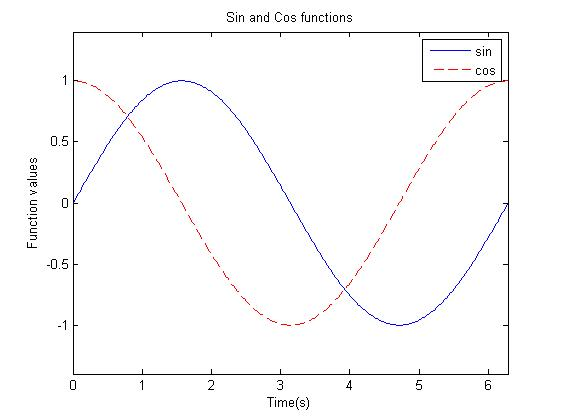 Sin and Cos functions
sin
cos
1
0.5
0
-0.5
-1
Function values
0 1 2 3 4 5 6
Time(s)